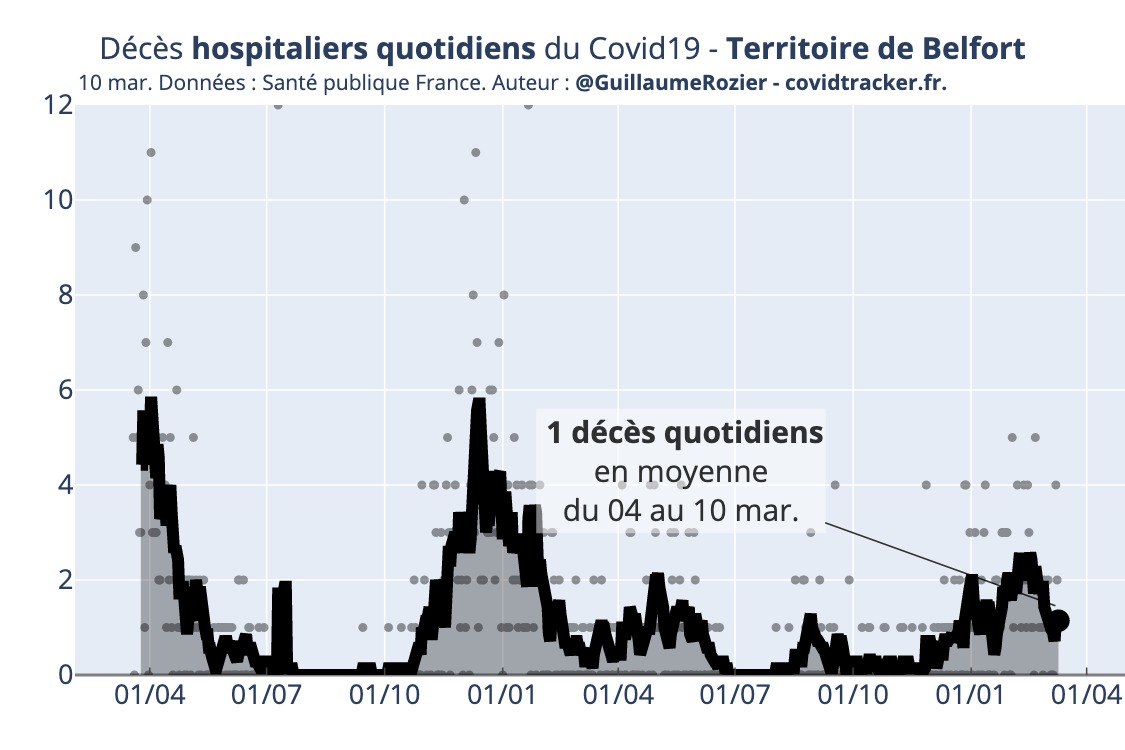 Décès hospitaliers quotidiens du Covid19 - Territoire de Belfort
10 mar. Données : Santé publique France. Auteur : @GuillaumeRozier - covidtracker.fr.
12
10
8
6
1 décès quotidiens
en moyenne
du 04 au 10 mar.
4
2
0
01/04 01/07 01/10 01/01 01/04 01/07 01/10 01/01 01/04